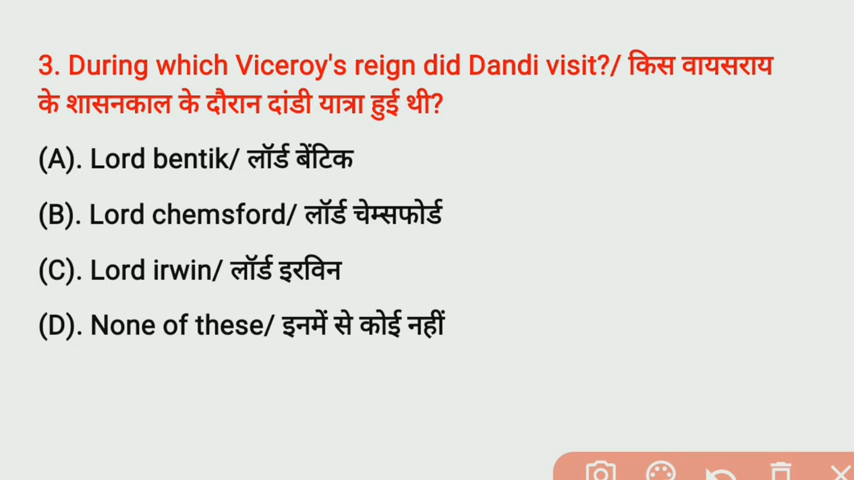 3. During which Viceroy's reign did Dandi visit?/ किस वायसराय
के शासनकाल के दौरान दांडी यात्रा हुई थी?
(A). Lord bentik/ लॉर्ड बेंटिक
(B). Lord chemsford/ लॉर्ड चेम्सफोर्ड
(C). Lord irwin/ लॉर्ड इरविन
(D). None of these/ इनमें से कोई नहीं